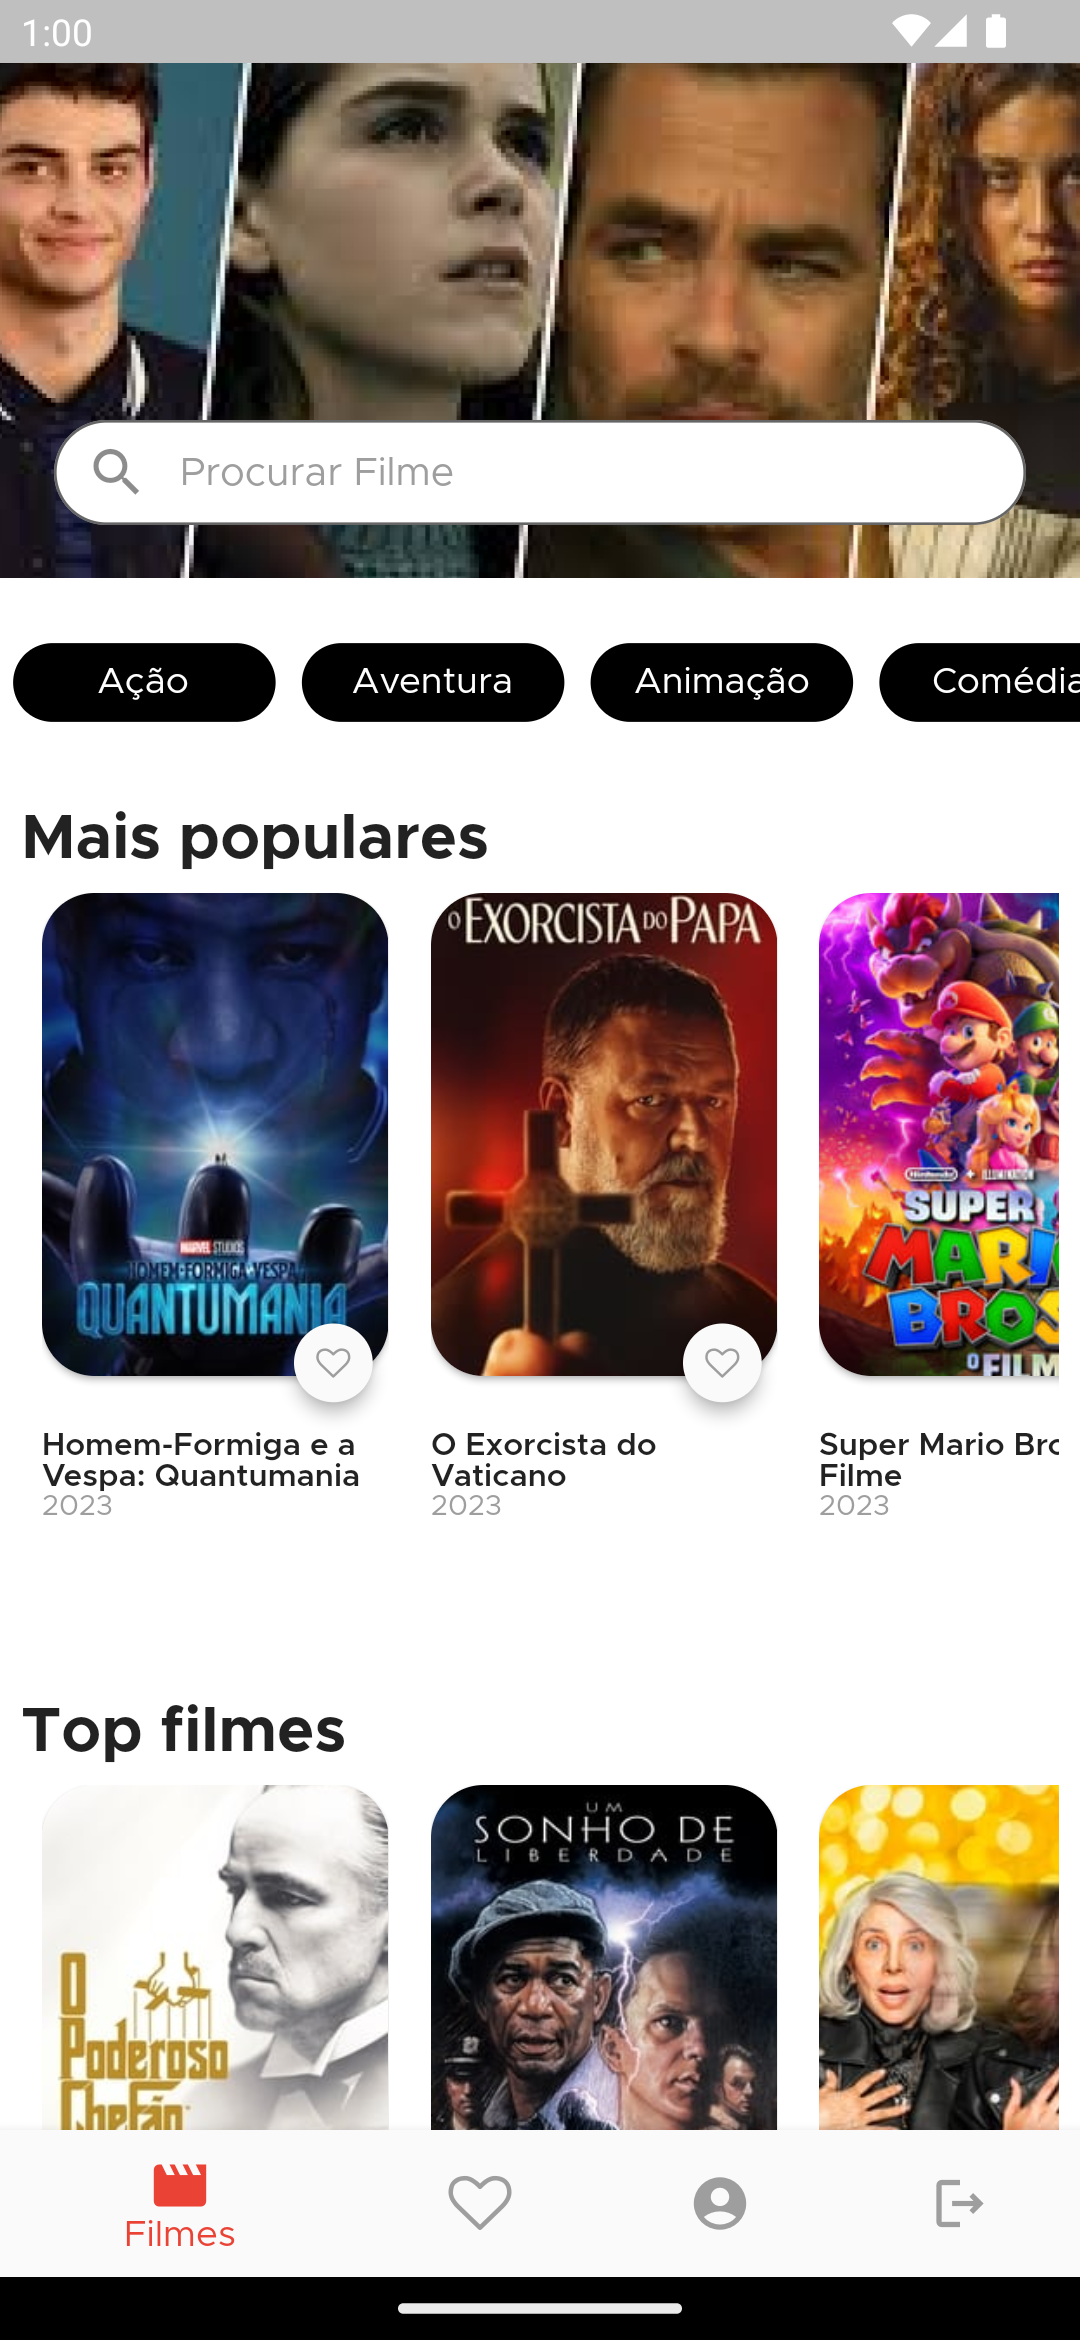 1:00
Procurar Filme
Ação
Aventura
Animação
Comédia
Mais populares
MARVEL STUDIOS
HOMEM-FORMIGA VESPA
QUANTUMANIA
O EXORCISTA DO PAPA
Nintendo + ILLUMINATION
SUPER
MARI
BROS
O FILM
Homem-Formiga e a
Vespa: Quantumania
2023
O Exorcista do
Vaticano
2023
Super Mario Bro
Filme
2023
Top filmes
O
Poderoso
Chefão
UM
SONHO DE
LIBERDADE
Filmes